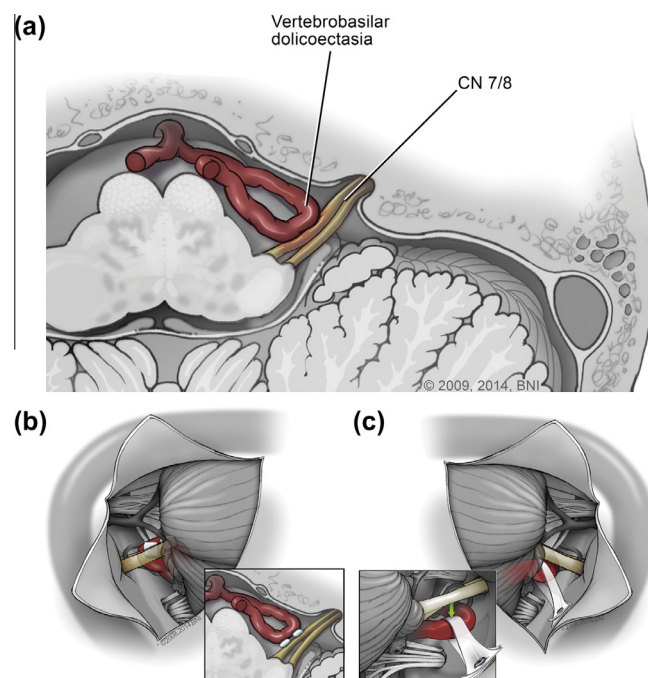 (a)
Vertebrobasilar
dolicoectasia
CN 7/8
© 2009, 2014, BNI
(b)
(c)